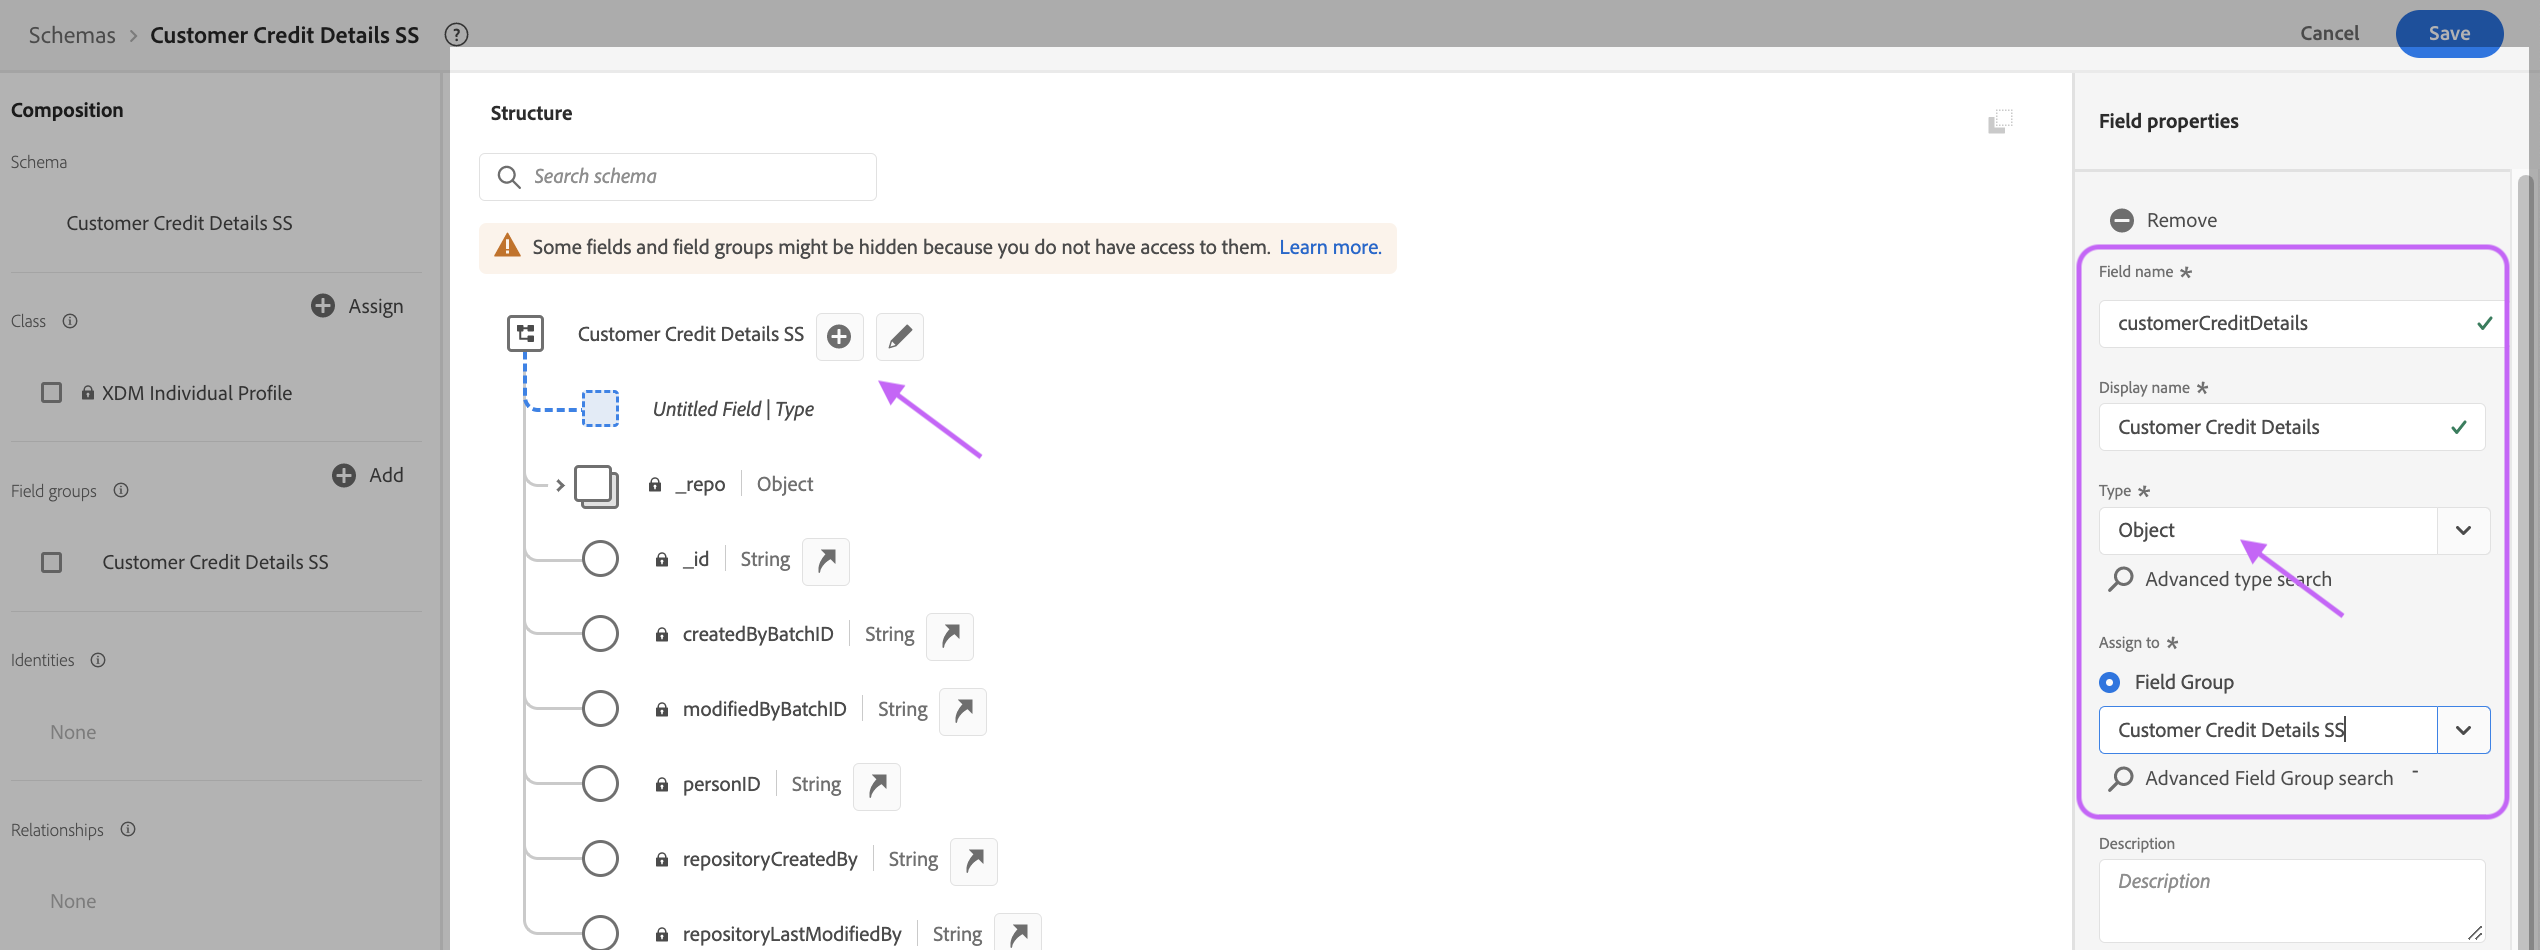 Schemas > Customer Credit Details SS ?
Cancel
Save
Composition
Schema
Customer Credit Details SS
Class
Assign
XDM Individual Profile
Field groups
Add
Customer Credit Details SS
Identities
None
Relationships
None
Structure
Search schema
Some fields and field groups might be hidden because you do not have access to them. Learn more.
Customer Credit Details SS
Untitled Field | Type
_repo | Object
_id | String
createdByBatchID | String
modifiedByBatchID | String
personID | String
repositoryCreatedBy | String
repositoryLastModifiedBy | String
Field properties
Remove
Field name *
customerCreditDetails
Display name *
Customer Credit Details
Type *
Object
Advanced type search
Assign to *
Field Group
Customer Credit Details SS
Advanced Field Group search
Description
Description